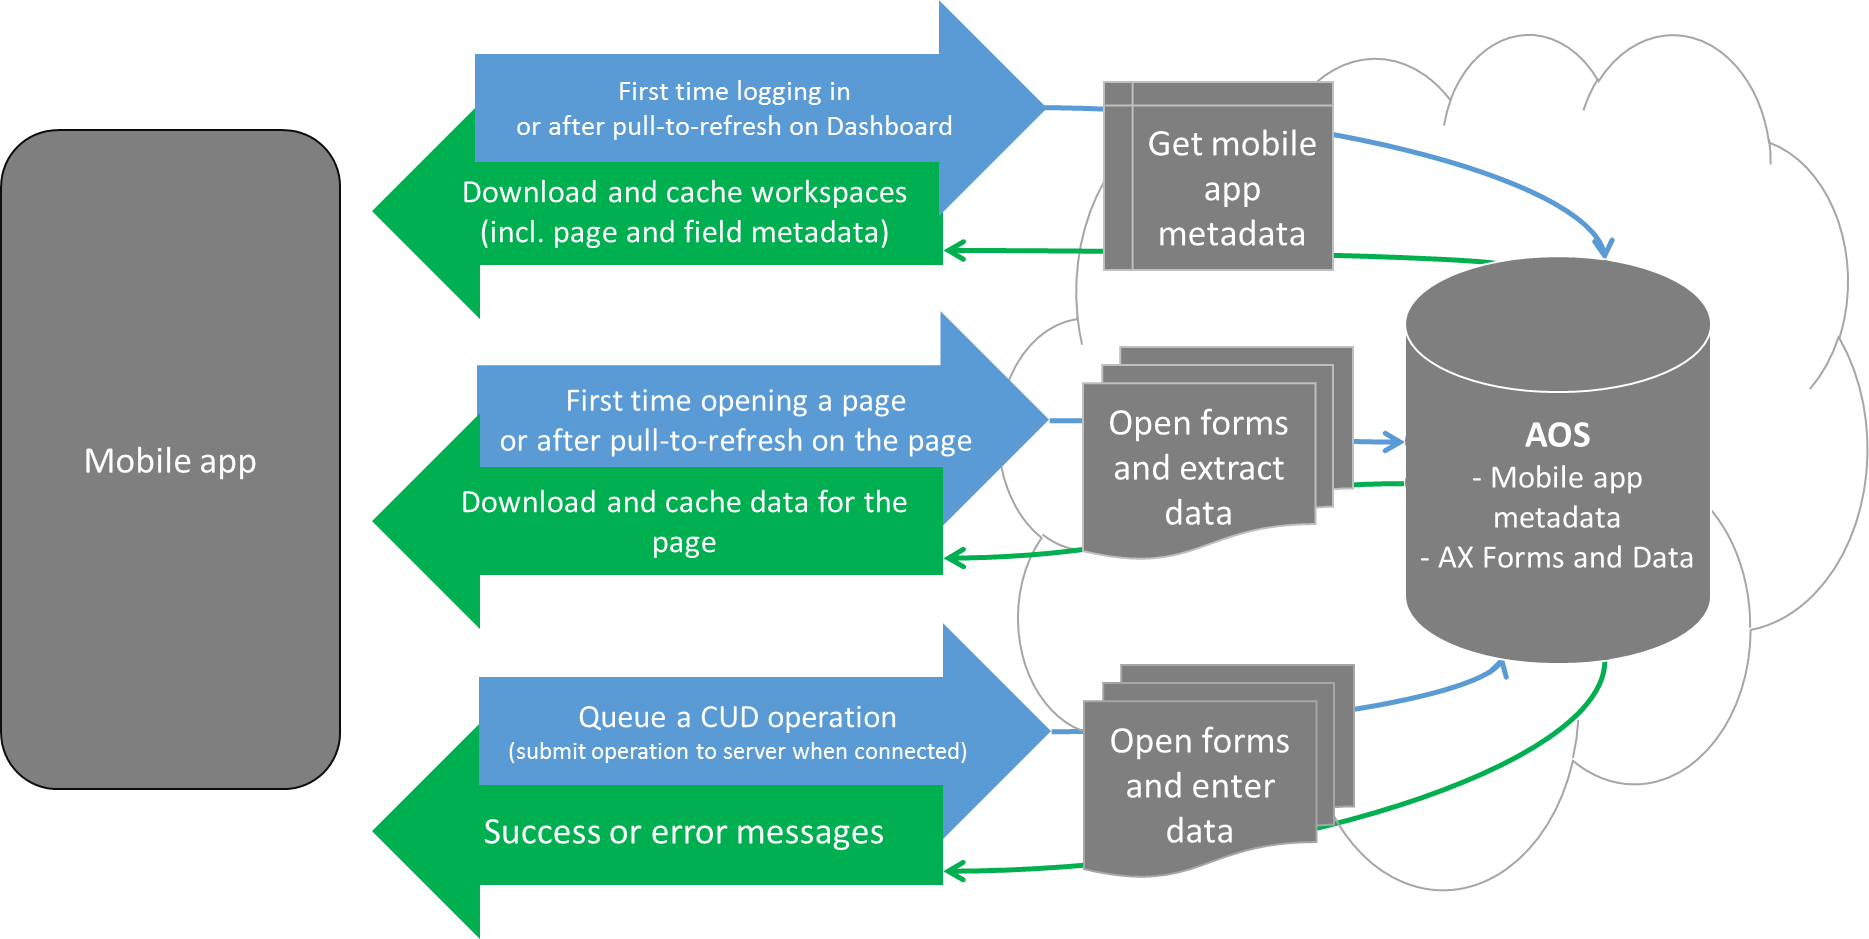 Mobile app
First time logging in
or after pull-to-refresh on Dashboard
Download and cache workspaces
(incl. page and field metadata)
Get mobile
app
metadata
First time opening a page
or after pull-to-refresh on the page
Download and cache data for the
page
Open forms
and extract
data
AOS
- Mobile app
metadata
- AX Forms and Data
Queue a CUD operation
(submit operation to server when connected)
Success or error messages
Open forms
and enter
data